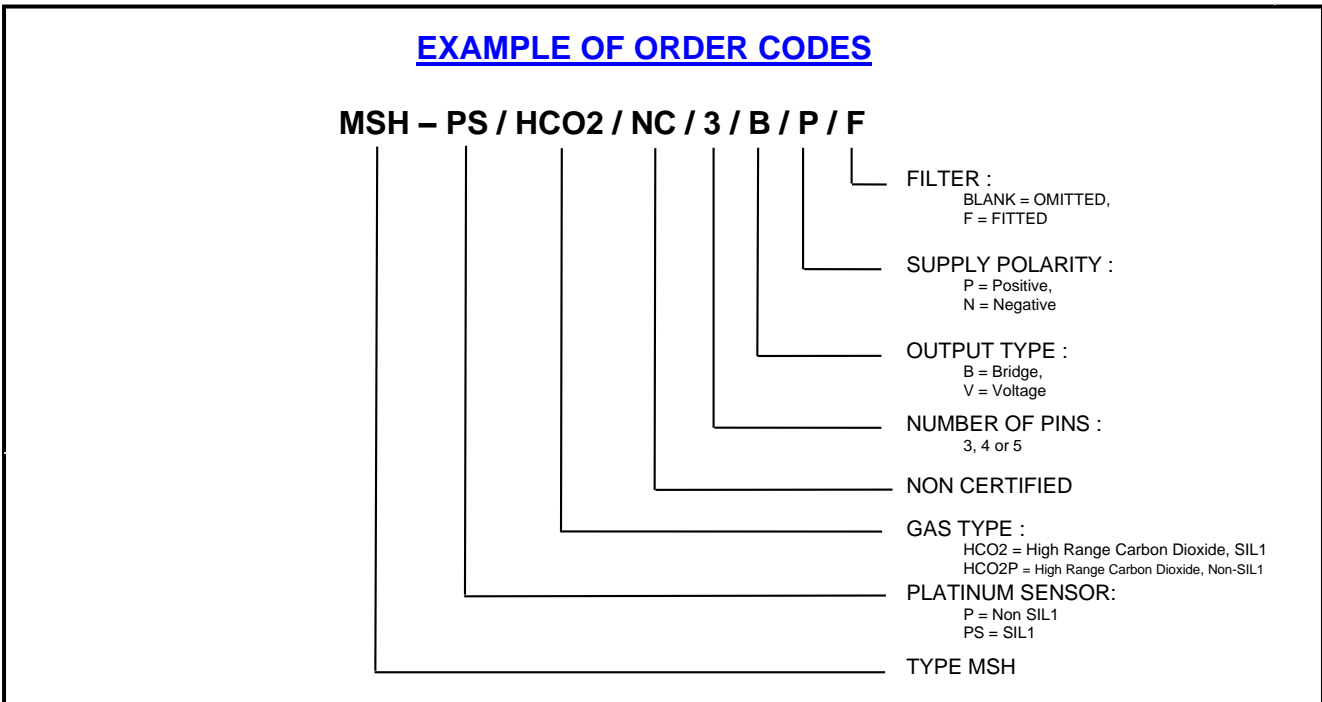 EXAMPLE OF ORDER CODES
MSH – PS / HCO2 / NC / 3 / B / P / F
FILTER :
BLANK = OMITTED,
F = FITTED
SUPPLY POLARITY :
P = Positive,
N = Negative
OUTPUT TYPE :
B = Bridge,
V = Voltage
NUMBER OF PINS :
3, 4 or 5
NON CERTIFIED
GAS TYPE :
HCO2 = High Range Carbon Dioxide, SIL1
HCO2P = High Range Carbon Dioxide, Non-SIL1
PLATINUM SENSOR:
P = Non SIL1
PS = SIL1
TYPE MSH